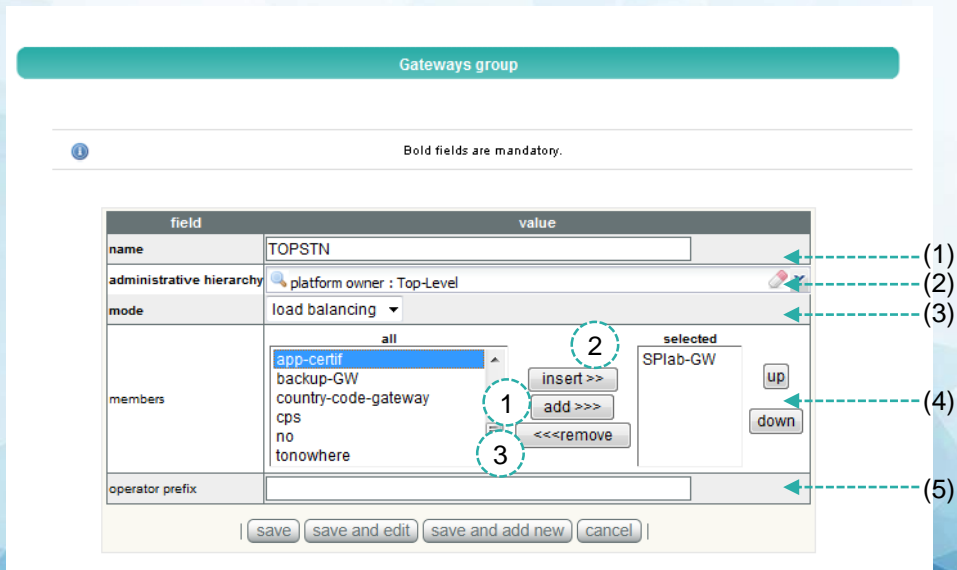 Gateways group
Bold fields are mandatory.
field value
name TOPSTN (1)
administrative hierarchy platform owner : Top-Level (2)
mode load balancing (3)
members
all
app-certif
backup-GW
country-code-gateway
cps
no
tonowhere
2
insert >>
1
add >>>
<<<remove
3
selected
SPlab-GW
up
down
(4)
operator prefix (5)
| save save and edit save and add new cancel |